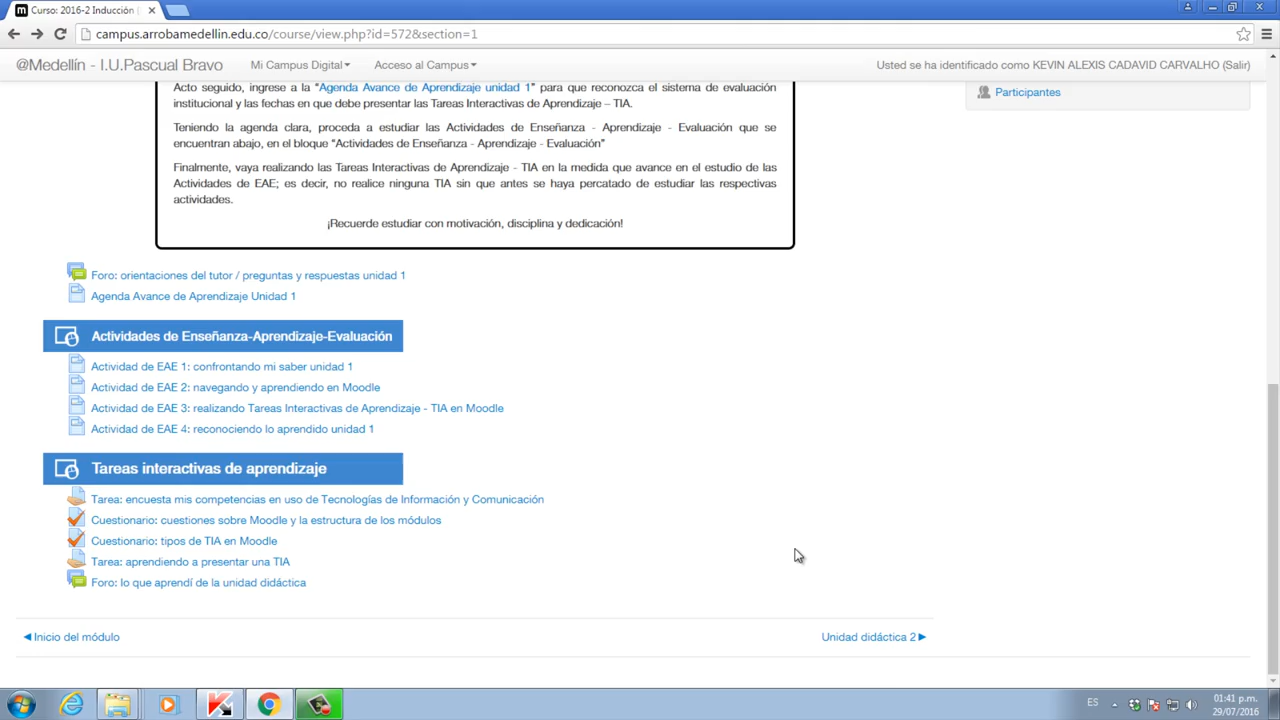 Curso: 2016-2 Inducción
campus.arrobamedellin.edu.co/course/view.php?id=572&section=1
@Medellín - I.U.Pascual Bravo Mi Campus Digital Acceso al Campus Usted se ha identificado como KEVIN ALEXIS CADAVID CARVALHO (Salir)
Acto seguido, ingrese a la "Agenda Avance de Aprendizaje unidad 1" para que reconozca el sistema de evaluación
institucional y las fechas en que debe presentar las Tareas Interactivas de Aprendizaje – TIA.
Participantes
Teniendo la agenda clara, proceda a estudiar las Actividades de Enseñanza - Aprendizaje - Evaluación que se
encuentran abajo, en el bloque "Actividades de Enseñanza - Aprendizaje - Evaluación"
Finalmente, vaya realizando las Tareas Interactivas de Aprendizaje - TIA en la medida que avance en el estudio de las
Actividades de EAE; es decir, no realice ninguna TIA sin que antes se haya percatado de estudiar las respectivas
actividades.
¡Recuerde estudiar con motivación, disciplina y dedicación!
Foro: orientaciones del tutor / preguntas y respuestas unidad 1
Agenda Avance de Aprendizaje Unidad 1
Actividades de Enseñanza-Aprendizaje-Evaluación
Actividad de EAE 1: confrontando mi saber unidad 1
Actividad de EAE 2: navegando y aprendiendo en Moodle
Actividad de EAE 3: realizando Tareas Interactivas de Aprendizaje - TIA en Moodle
Actividad de EAE 4: reconociendo lo aprendido unidad 1
Tareas interactivas de aprendizaje
Tarea: encuesta mis competencias en uso de Tecnologías de Información y Comunicación
Cuestionario: cuestiones sobre Moodle y la estructura de los módulos
Cuestionario: tipos de TIA en Moodle
Tarea: aprendiendo a presentar una TIA
Foro: lo que aprendí de la unidad didáctica
Inicio del módulo
Unidad didáctica 2
ES
01:41 p.m.
29/07/2016